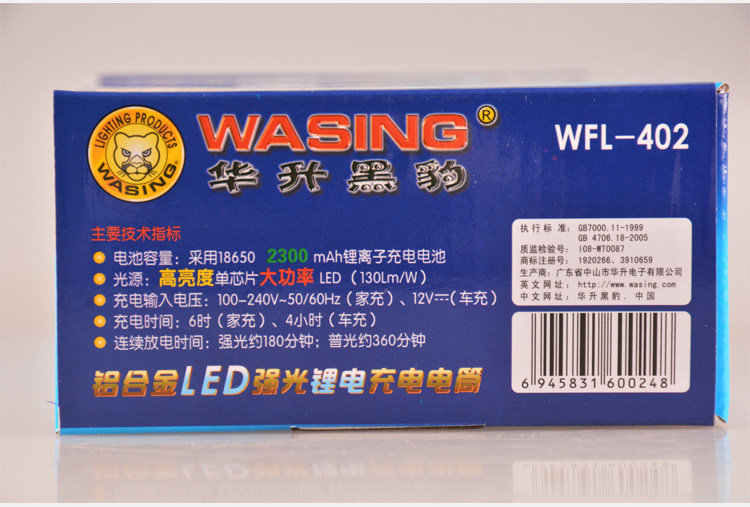 LIGHTING PRODUCTS
WASING
WASING®
华升黑豹
WFL-402
主要技术指标
电池容量：采用18650 2300 mAh锂离子充电电池
光源：高亮度单芯片大功率 LED（130Lm/W）
充电输入电压：100-240V~50/60Hz（家充）、12V⎓（车充）
充电时间：6时（家充）、4小时（车充）
连续放电时间：强光约180分钟；普光约360分钟
铝合金LED强光锂电充电电筒
执行标准：GB7000.11-1999
GB 4706.18-2005
质监检验号：I08-WT0087
商标注册号：1920266、3910659
生产商：广东省中山市华升电子有限公司
英文网址：http://www.wasing.com
中文网址：华升黑豹．中国
6 945831 600248